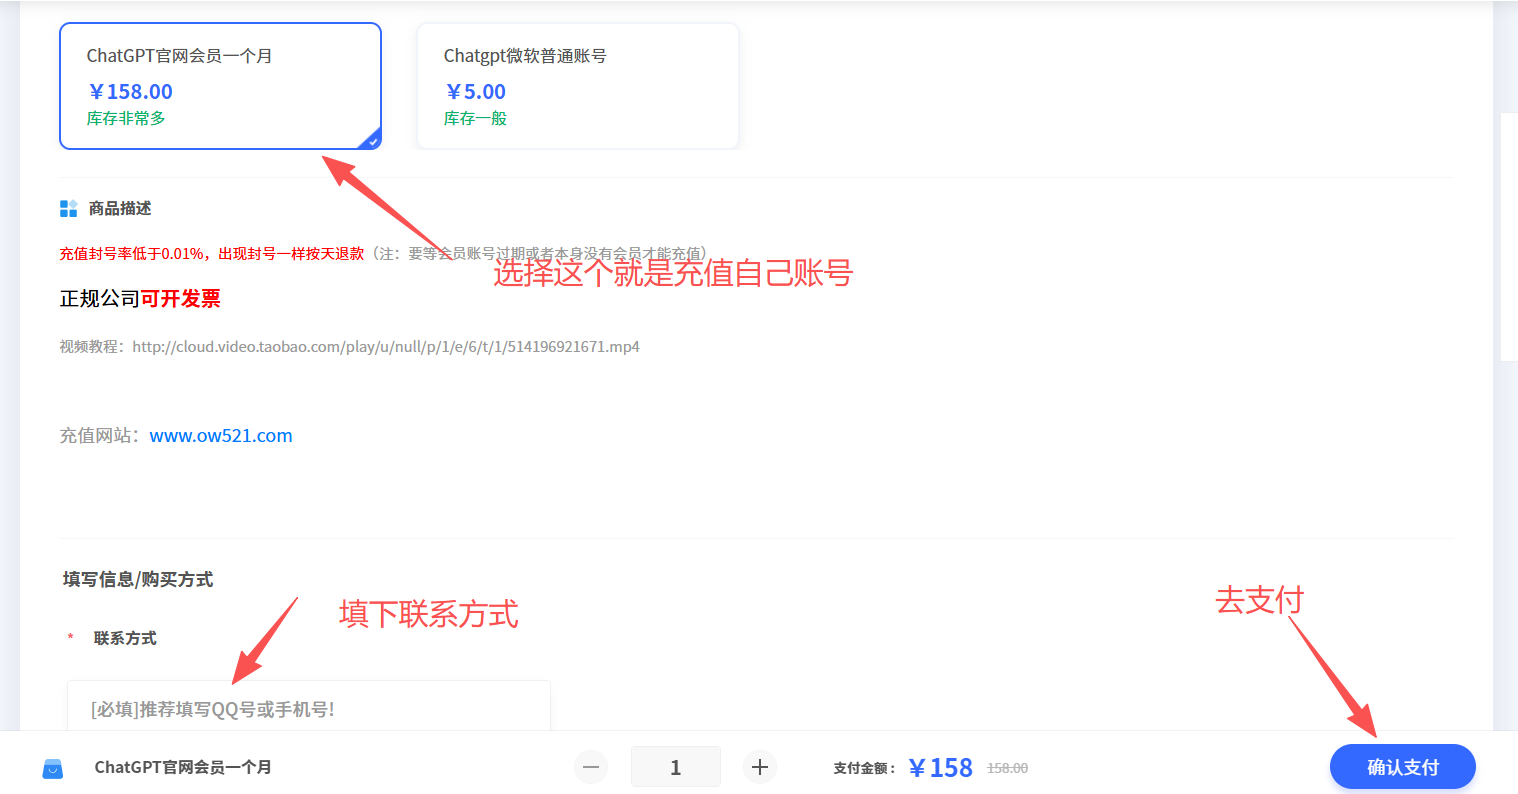 ChatGPT官网会员一个月
￥158.00
库存非常多
Chatgpt微软普通账号
￥5.00
库存一般
商品描述
充值封号率低于0.01%，出现封号一样按天退款（注：要等会员账号过期或者本身没有会员才能充值）
选择这个就是充值自己账号
正规公司可开发票
视频教程：http://cloud.video.taobao.com/play/u/null/p/1/e/6/t/1/514196921671.mp4
充值网站：www.ow521.com
填写信息/购买方式
填下联系方式
去支付
* 联系方式
[必填]推荐填写QQ号或手机号!
ChatGPT官网会员一个月
1
支付金额： ￥158 158.00
确认支付